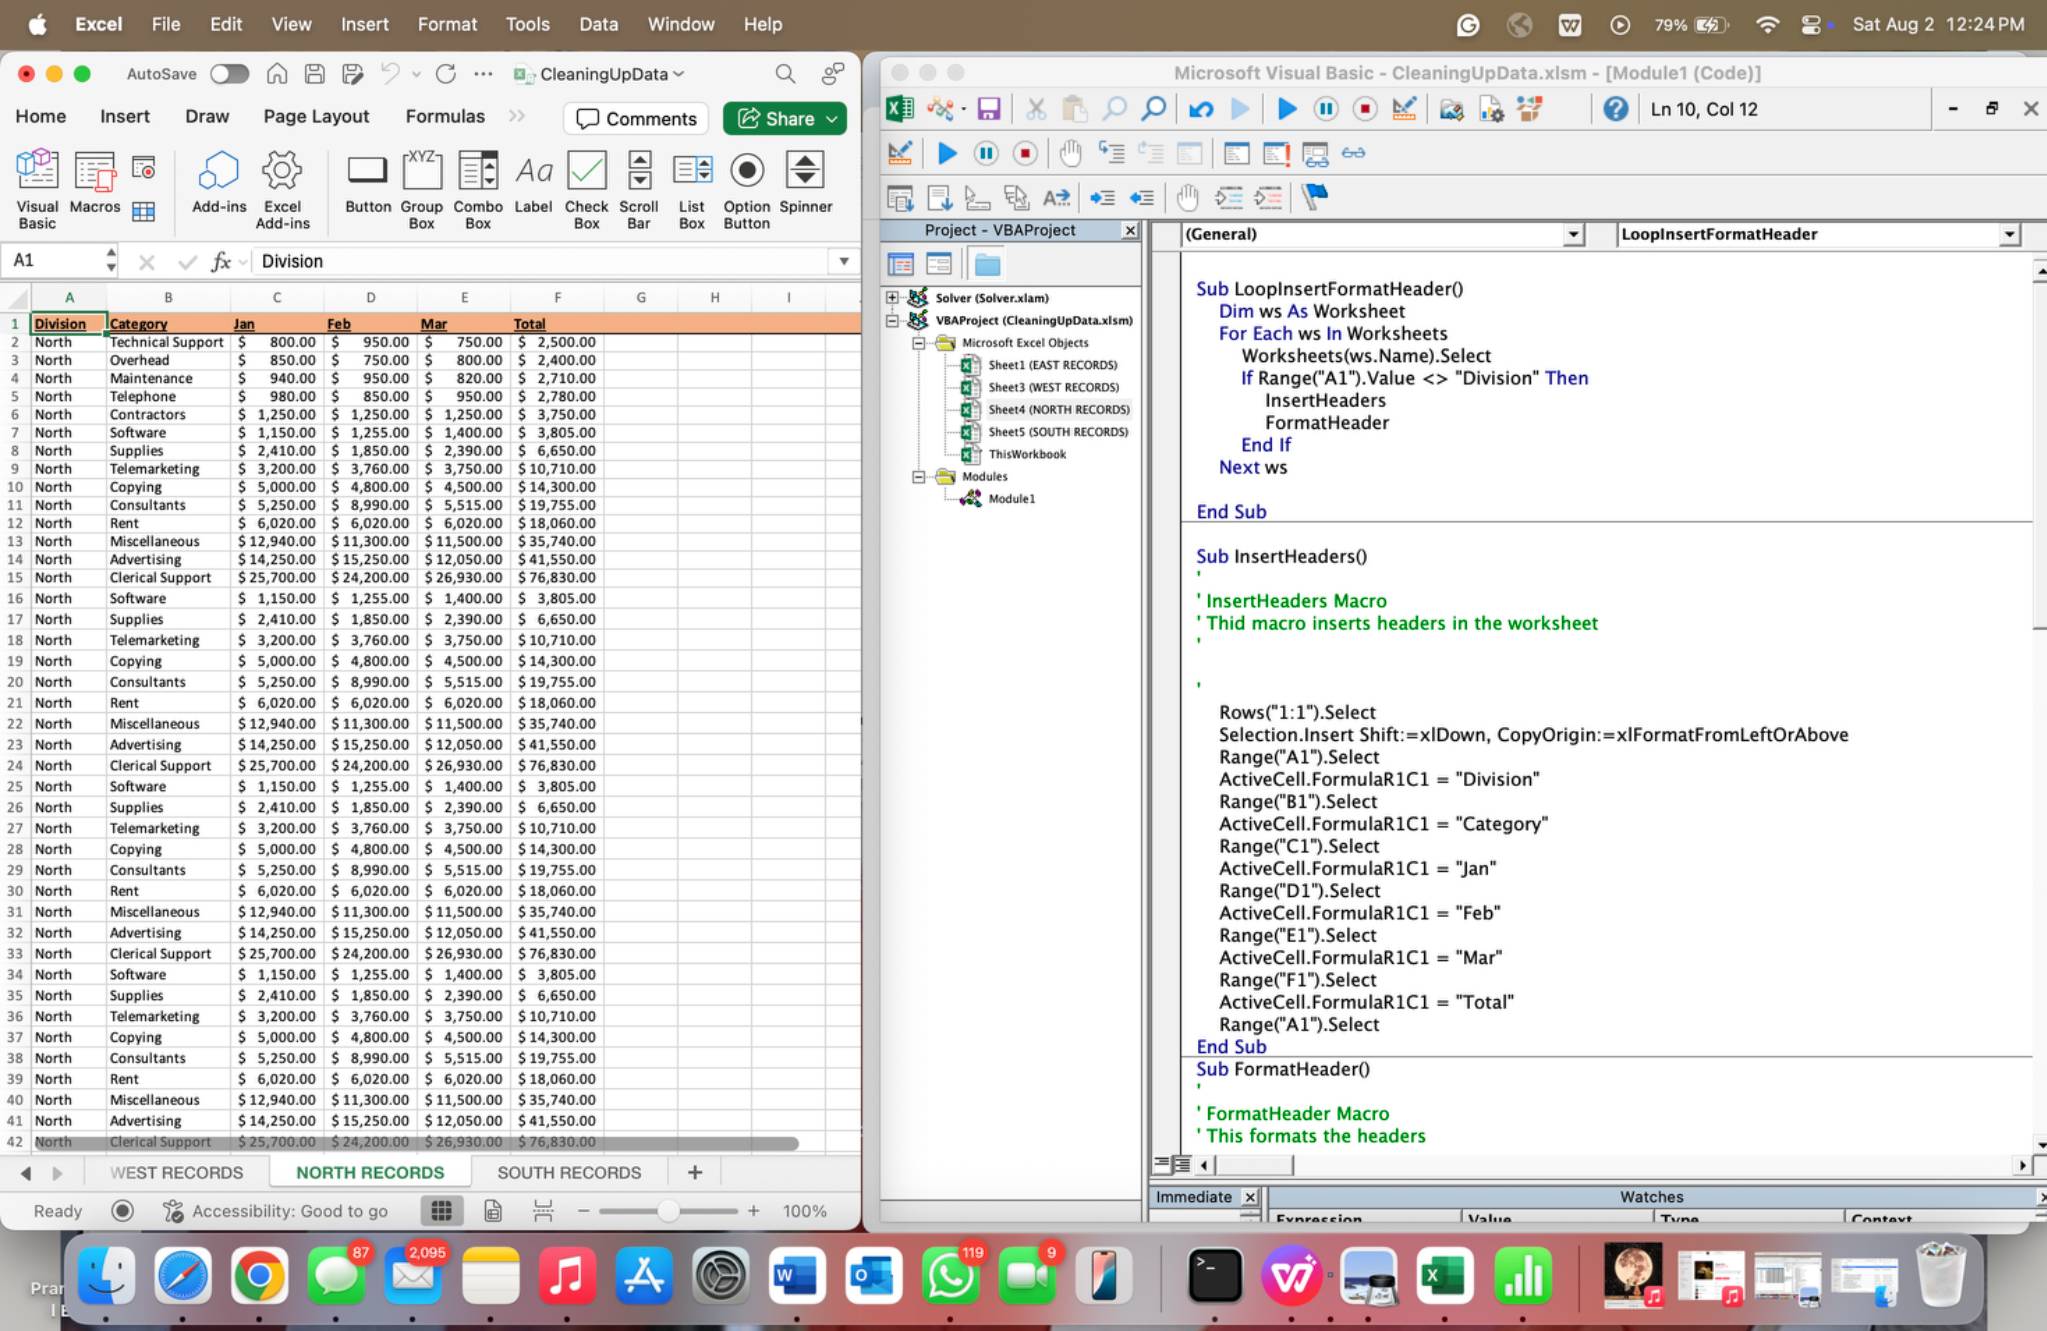 Excel File Edit View Insert Format Tools Data Window Help 79% Sat Aug 2 12:24 PM
AutoSave CleaningUpData
Home Insert Draw Page Layout Formulas Comments Share
Visual Basic Macros Add-ins Excel Add-ins Button Group Box Combo Box Label Check Box Scroll Bar List Box Option Button Spinner
XYZ Aa
A1 fx Division
A B C D E F G H I
1 Division Category Jan Feb Mar Total
2 North Technical Support $ 800.00 $ 950.00 $ 750.00 $ 2,500.00
3 North Overhead $ 850.00 $ 750.00 $ 800.00 $ 2,400.00
4 North Maintenance $ 940.00 $ 950.00 $ 820.00 $ 2,710.00
5 North Telephone $ 980.00 $ 850.00 $ 950.00 $ 2,780.00
6 North Contractors $ 1,250.00 $ 1,250.00 $ 1,250.00 $ 3,750.00
7 North Software $ 1,150.00 $ 1,255.00 $ 1,400.00 $ 3,805.00
8 North Supplies $ 2,410.00 $ 1,850.00 $ 2,390.00 $ 6,650.00
9 North Telemarketing $ 3,200.00 $ 3,760.00 $ 3,750.00 $ 10,710.00
10 North Copying $ 5,000.00 $ 4,800.00 $ 4,500.00 $ 14,300.00
11 North Consultants $ 5,250.00 $ 8,990.00 $ 5,515.00 $ 19,755.00
12 North Rent $ 6,020.00 $ 6,020.00 $ 6,020.00 $ 18,060.00
13 North Miscellaneous $ 12,940.00 $ 11,300.00 $ 11,500.00 $ 35,740.00
14 North Advertising $ 14,250.00 $ 15,250.00 $ 12,050.00 $ 41,550.00
15 North Clerical Support $ 25,700.00 $ 24,200.00 $ 26,930.00 $ 76,830.00
16 North Software $ 1,150.00 $ 1,255.00 $ 1,400.00 $ 3,805.00
17 North Supplies $ 2,410.00 $ 1,850.00 $ 2,390.00 $ 6,650.00
18 North Telemarketing $ 3,200.00 $ 3,760.00 $ 3,750.00 $ 10,710.00
19 North Copying $ 5,000.00 $ 4,800.00 $ 4,500.00 $ 14,300.00
20 North Consultants $ 5,250.00 $ 8,990.00 $ 5,515.00 $ 19,755.00
21 North Rent $ 6,020.00 $ 6,020.00 $ 6,020.00 $ 18,060.00
22 North Miscellaneous $ 12,940.00 $ 11,300.00 $ 11,500.00 $ 35,740.00
23 North Advertising $ 14,250.00 $ 15,250.00 $ 12,050.00 $ 41,550.00
24 North Clerical Support $ 25,700.00 $ 24,200.00 $ 26,930.00 $ 76,830.00
25 North Software $ 1,150.00 $ 1,255.00 $ 1,400.00 $ 3,805.00
26 North Supplies $ 2,410.00 $ 1,850.00 $ 2,390.00 $ 6,650.00
27 North Telemarketing $ 3,200.00 $ 3,760.00 $ 3,750.00 $ 10,710.00
28 North Copying $ 5,000.00 $ 4,800.00 $ 4,500.00 $ 14,300.00
29 North Consultants $ 5,250.00 $ 8,990.00 $ 5,515.00 $ 19,755.00
30 North Rent $ 6,020.00 $ 6,020.00 $ 6,020.00 $ 18,060.00
31 North Miscellaneous $ 12,940.00 $ 11,300.00 $ 11,500.00 $ 35,740.00
32 North Advertising $ 14,250.00 $ 15,250.00 $ 12,050.00 $ 41,550.00
33 North Clerical Support $ 25,700.00 $ 24,200.00 $ 26,930.00 $ 76,830.00
34 North Software $ 1,150.00 $ 1,255.00 $ 1,400.00 $ 3,805.00
35 North Supplies $ 2,410.00 $ 1,850.00 $ 2,390.00 $ 6,650.00
36 North Telemarketing $ 3,200.00 $ 3,760.00 $ 3,750.00 $ 10,710.00
37 North Copying $ 5,000.00 $ 4,800.00 $ 4,500.00 $ 14,300.00
38 North Consultants $ 5,250.00 $ 8,990.00 $ 5,515.00 $ 19,755.00
39 North Rent $ 6,020.00 $ 6,020.00 $ 6,020.00 $ 18,060.00
40 North Miscellaneous $ 12,940.00 $ 11,300.00 $ 11,500.00 $ 35,740.00
41 North Advertising $ 14,250.00 $ 15,250.00 $ 12,050.00 $ 41,550.00
42 North Clerical Support $ 25,700.00 $ 24,200.00 $ 26,930.00 $ 76,830.00
WEST RECORDS NORTH RECORDS SOUTH RECORDS +
Ready Accessibility: Good to go − + 100%
Microsoft Visual Basic - CleaningUpData.xlsm - [Module1 (Code)]
Ln 10, Col 12
Project - VBAProject
Solver (Solver.xlam)
VBAProject (CleaningUpData.xlsm)
Microsoft Excel Objects
Sheet1 (EAST RECORDS)
Sheet3 (WEST RECORDS)
Sheet4 (NORTH RECORDS)
Sheet5 (SOUTH RECORDS)
ThisWorkbook
Modules
Module1
(General) LoopInsertFormatHeader
Sub LoopInsertFormatHeader()
Dim ws As Worksheet
For Each ws In Worksheets
Worksheets(ws.Name).Select
If Range("A1").Value <> "Division" Then
InsertHeaders
FormatHeader
End If
Next ws
End Sub
Sub InsertHeaders()
'
' InsertHeaders Macro
' Thid macro inserts headers in the worksheet
'
'
Rows("1:1").Select
Selection.Insert Shift:=xlDown, CopyOrigin:=xlFormatFromLeftOrAbove
Range("A1").Select
ActiveCell.FormulaR1C1 = "Division"
Range("B1").Select
ActiveCell.FormulaR1C1 = "Category"
Range("C1").Select
ActiveCell.FormulaR1C1 = "Jan"
Range("D1").Select
ActiveCell.FormulaR1C1 = "Feb"
Range("E1").Select
ActiveCell.FormulaR1C1 = "Mar"
Range("F1").Select
ActiveCell.FormulaR1C1 = "Total"
Range("A1").Select
End Sub
Sub FormatHeader()
'
' FormatHeader Macro
' This formats the headers
Immediate Watches
Expression Value Type Context
87 2,095 119 9